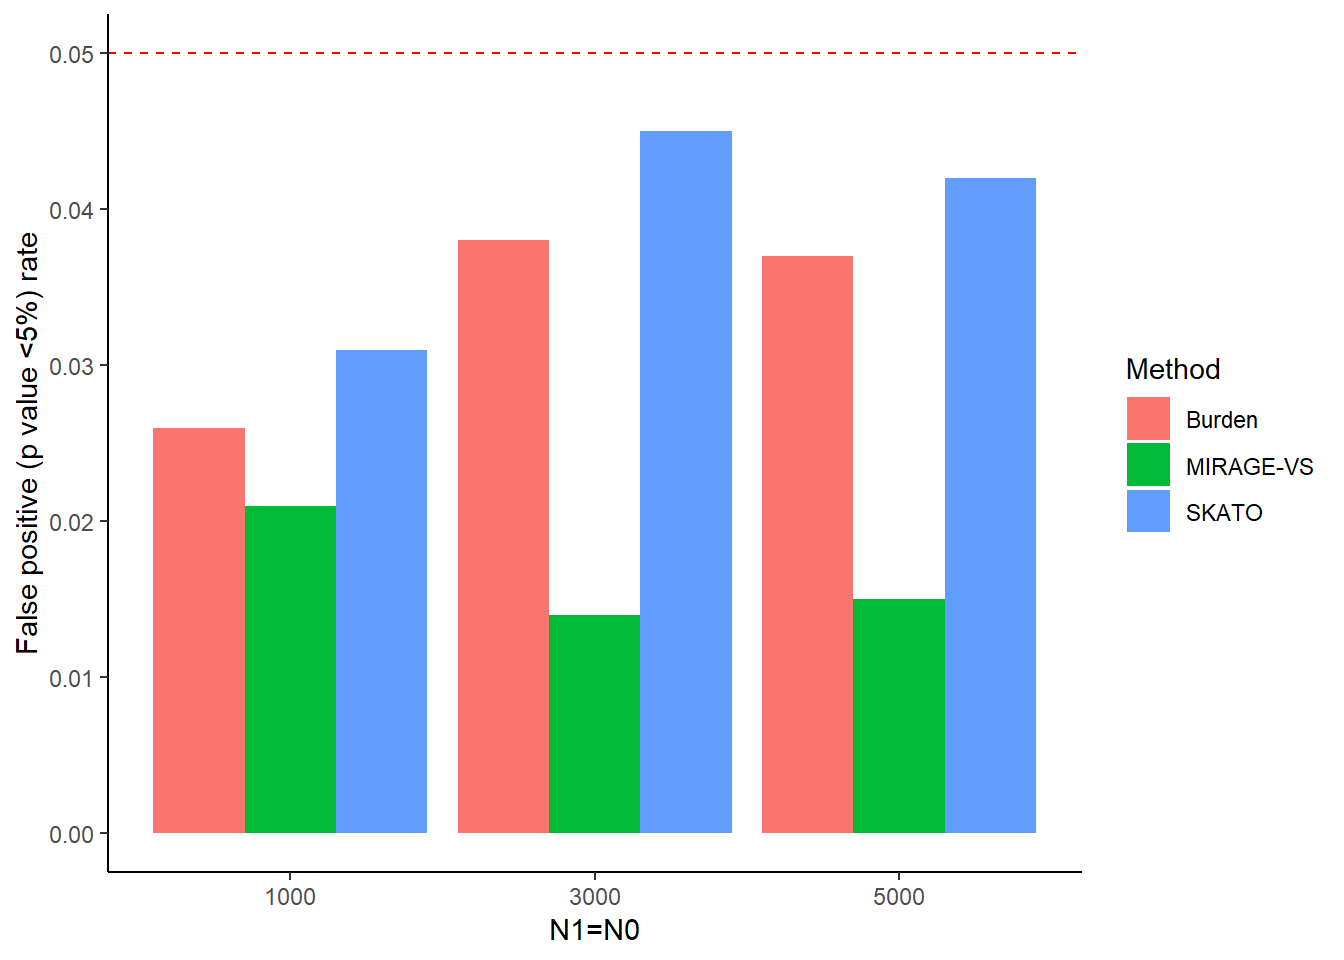 0.05
0.04
0.03
0.02
0.01
0.00
False positive (p value <5%) rate
1000 3000 5000
N1=N0
Method
Burden
MIRAGE-VS
SKATO